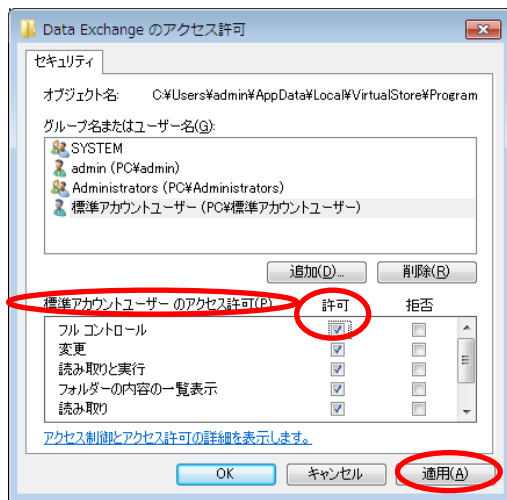 Data Exchange のアクセス許可
セキュリティ
オブジェクト名: C:¥Users¥admin¥AppData¥Local¥VirtualStore¥Program
グループ名またはユーザー名(G):
SYSTEM
admin (PC¥admin)
Administrators (PC¥Administrators)
標準アカウントユーザー (PC¥標準アカウントユーザー)
追加(D)... 削除(R)
標準アカウントユーザー のアクセス許可(P) 許可 拒否
フル コントロール
変更
読み取りと実行
フォルダーの内容の一覧表示
読み取り
アクセス制御とアクセス許可の詳細を表示します。
OK キャンセル 適用(A)